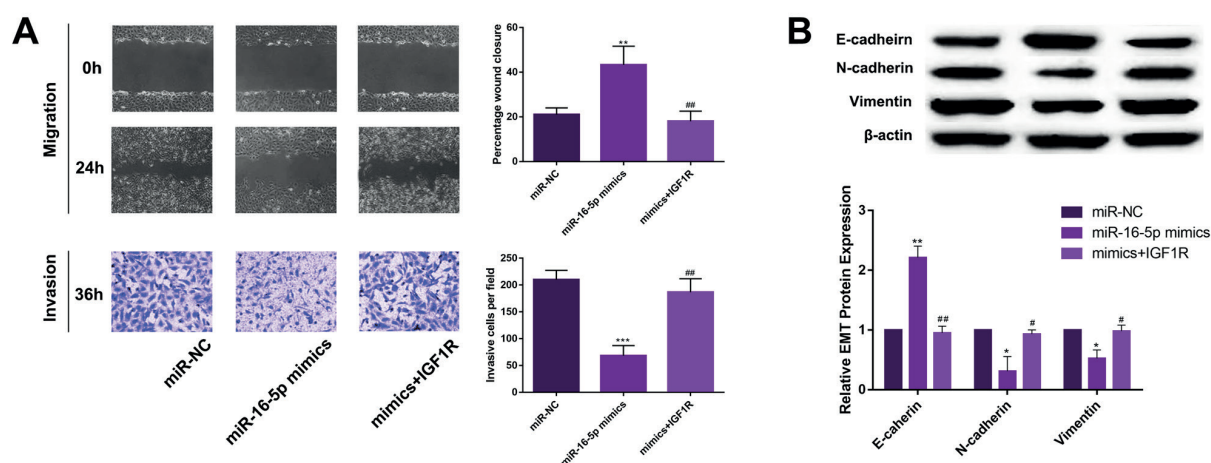 A
Migration
0h
24h
Invasion
36h
miR-NC
miR-16-5p mimics
mimics+IGF1R
Percentage wound closure
60
40
20
0
**
##
miR-NC
miR-16-5p mimics
mimics+IGF1R
Invasive cells per field
250
200
150
100
50
0
***
##
miR-NC
miR-16-5p mimics
mimics+IGF1R
B
E-cadheirn
N-cadherin
Vimentin
β-actin
Relative EMT Protein Expression
3
2
1
0
miR-NC
miR-16-5p mimics
mimics+IGF1R
**
##
*
#
*
#
E-caherin
N-cadherin
Vimentin